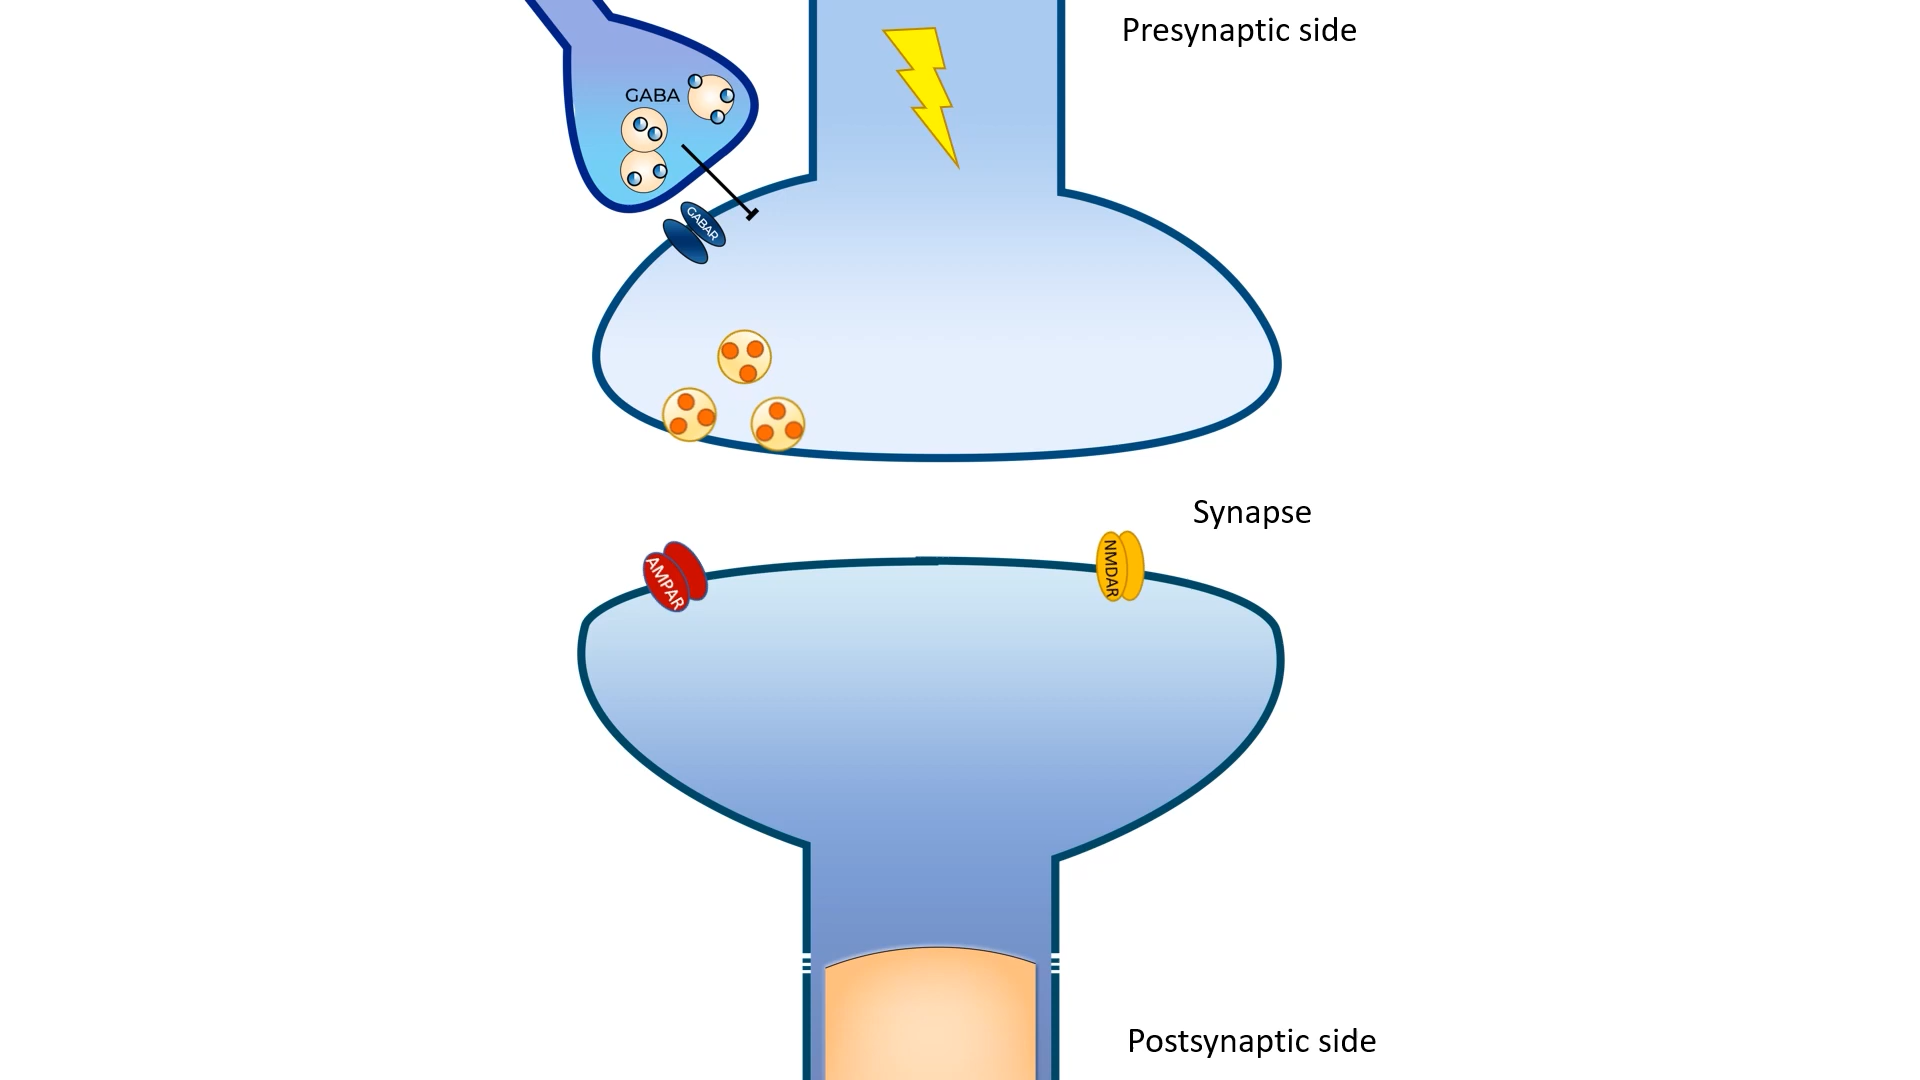 Presynaptic side
GABA
GABAR
Synapse
AMPAR
NMDAR
Postsynaptic side